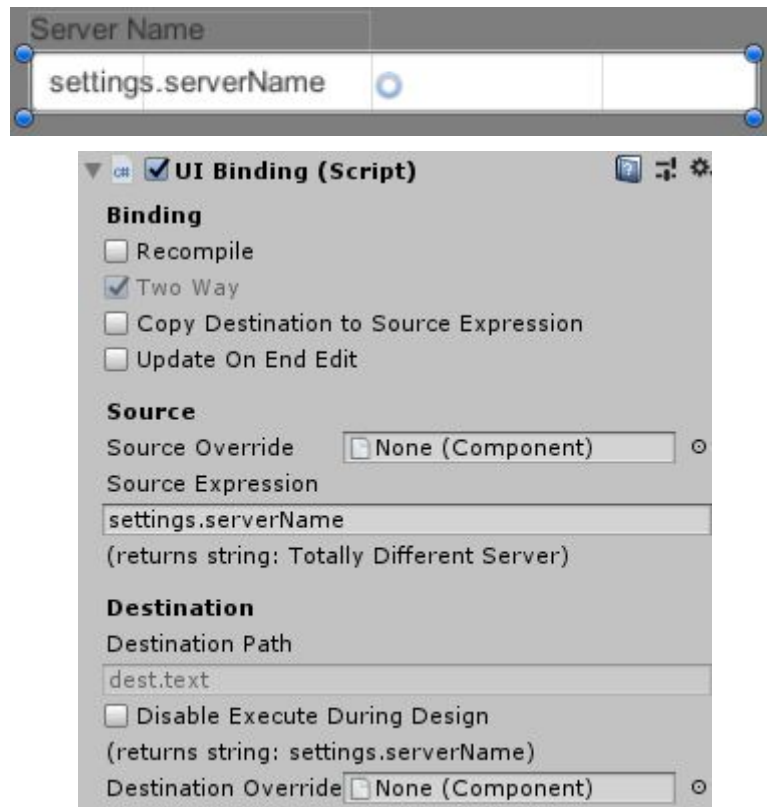 Server Name
settings.serverName
c# UI Binding (Script)
Binding
Recompile
Two Way
Copy Destination to Source Expression
Update On End Edit
Source
Source Override None (Component)
Source Expression
settings.serverName
(returns string: Totally Different Server)
Destination
Destination Path
dest.text
Disable Execute During Design
(returns string: settings.serverName)
Destination Override None (Component)